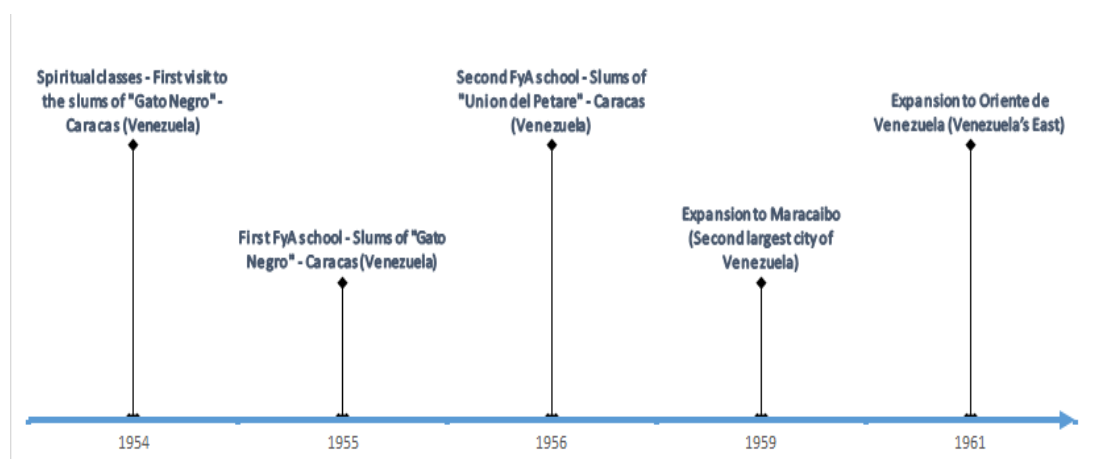 Spiritual classes - First visit to
the slums of "Gato Negro" -
Caracas (Venezuela)
First FyA school - Slums of "Gato
Negro" - Caracas (Venezuela)
Second FyA school - Slums of
"Union del Petare" - Caracas
(Venezuela)
Expansion to Maracaibo
(Second largest city of
Venezuela)
Expansion to Oriente de
Venezuela (Venezuela's East)
1954
1955
1956
1959
1961